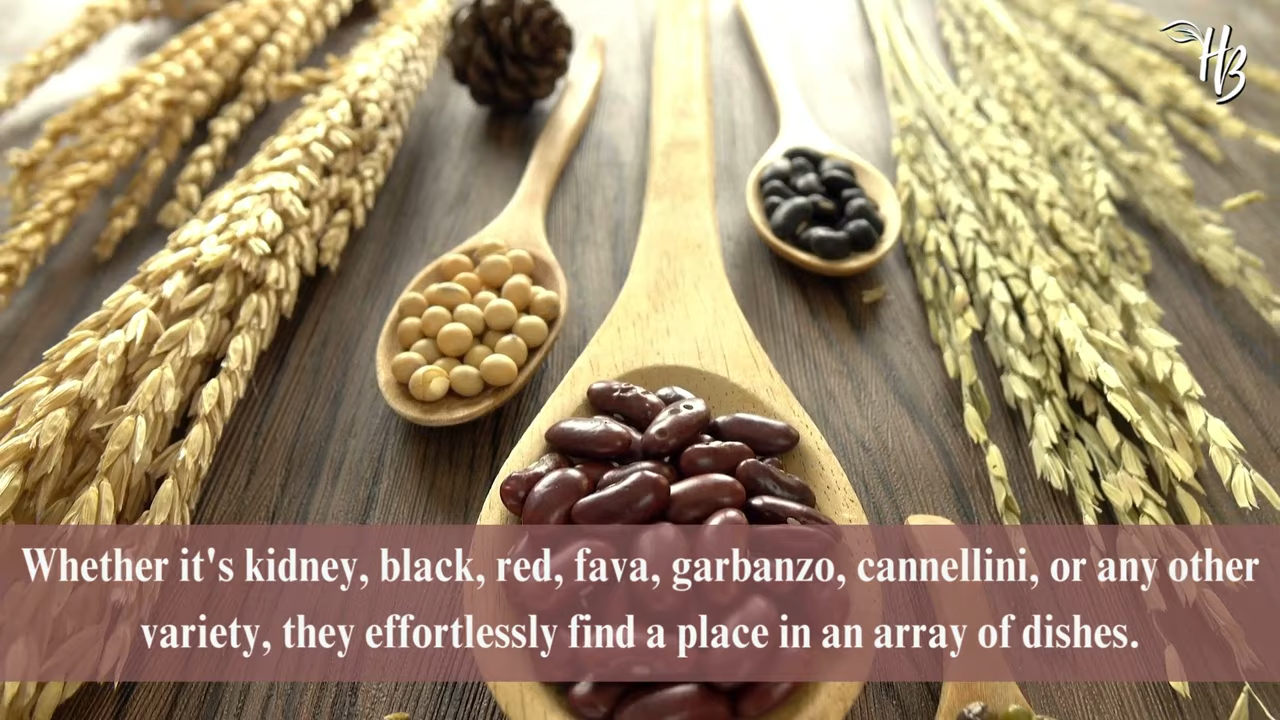 HB
Whether it's kidney, black, red, fava, garbanzo, cannellini, or any other
variety, they effortlessly find a place in an array of dishes.